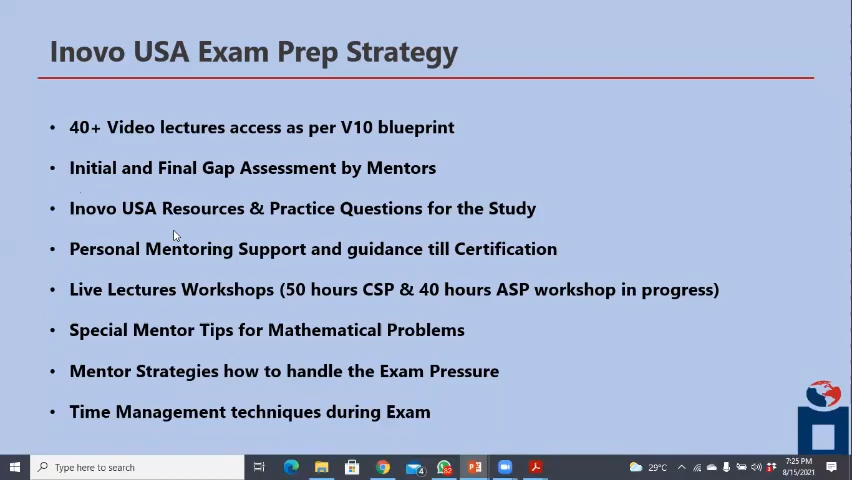 Inovo USA Exam Prep Strategy
• 40+ Video lectures access as per V10 blueprint
• Initial and Final Gap Assessment by Mentors
• Inovo USA Resources & Practice Questions for the Study
• Personal Mentoring Support and guidance till Certification
• Live Lectures Workshops (50 hours CSP & 40 hours ASP workshop in progress)
• Special Mentor Tips for Mathematical Problems
• Mentor Strategies how to handle the Exam Pressure
• Time Management techniques during Exam
Type here to search
4
82
29°C
7:25 PM
8/15/2021